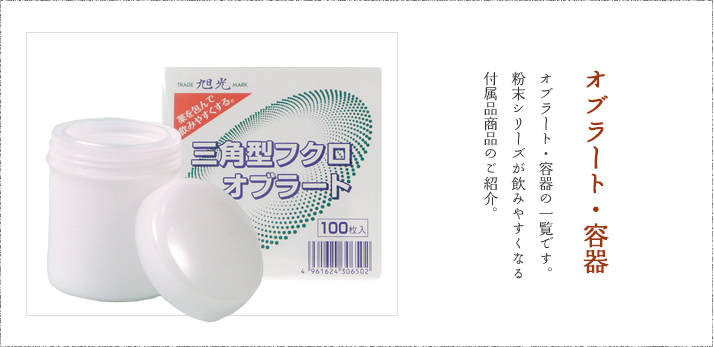 オブラート・容器
オブラート・容器の一覧です。
粉末シリーズが飲みやすくなる
付属品商品のご紹介。
TRADE 旭光 MARK
薬を包んで
飲みやすくする。
三角型フクロ
オブラート
100枚入
4 961624 306502